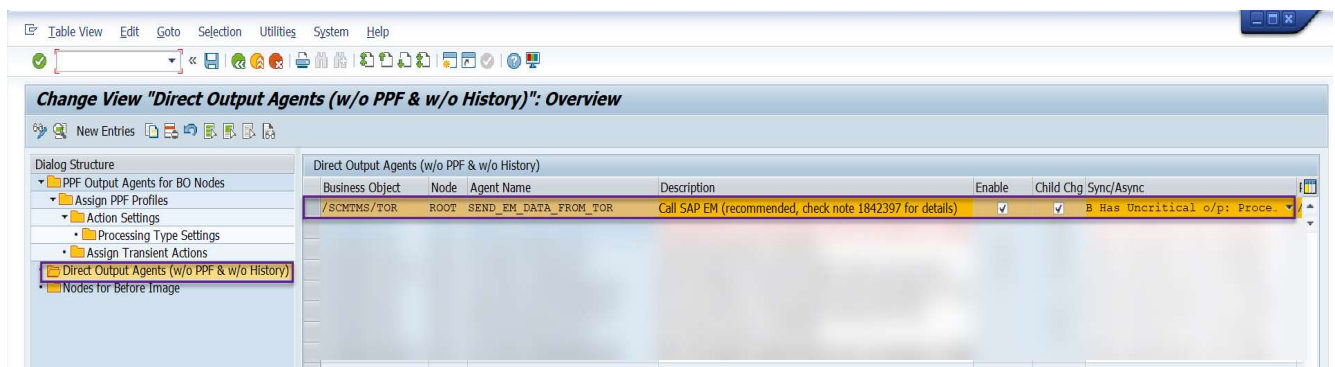 Table View Edit Goto Selection Utilities System Help
Change View "Direct Output Agents (w/o PPF & w/o History)": Overview
New Entries
Dialog Structure
PPF Output Agents for BO Nodes
Assign PPF Profiles
Action Settings
Processing Type Settings
Assign Transient Actions
Direct Output Agents (w/o PPF & w/o History)
Nodes for Before Image
Direct Output Agents (w/o PPF & w/o History)
Business Object Node Agent Name Description Enable Child Chg Sync/Async
/SCMTMS/TOR ROOT SEND_EM_DATA_FROM_TOR Call SAP EM (recommended, check note 1842397 for details) B Has Uncritical o/p: Proce..